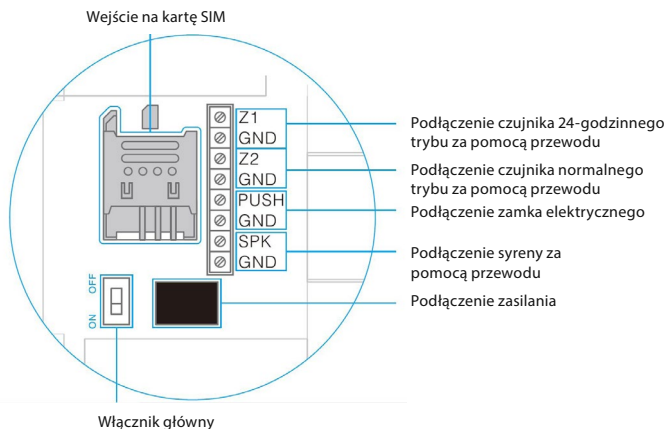 Wejście na kartę SIM
Z1
GND
Z2
GND
PUSH
GND
SPK
GND
OFF
ON
Podłączenie czujnika 24-godzinnego
trybu za pomocą przewodu
Podłączenie czujnika normalnego
trybu za pomocą przewodu
Podłączenie zamka elektrycznego
Podłączenie syreny za
pomocą przewodu
Podłączenie zasilania
Włącznik główny